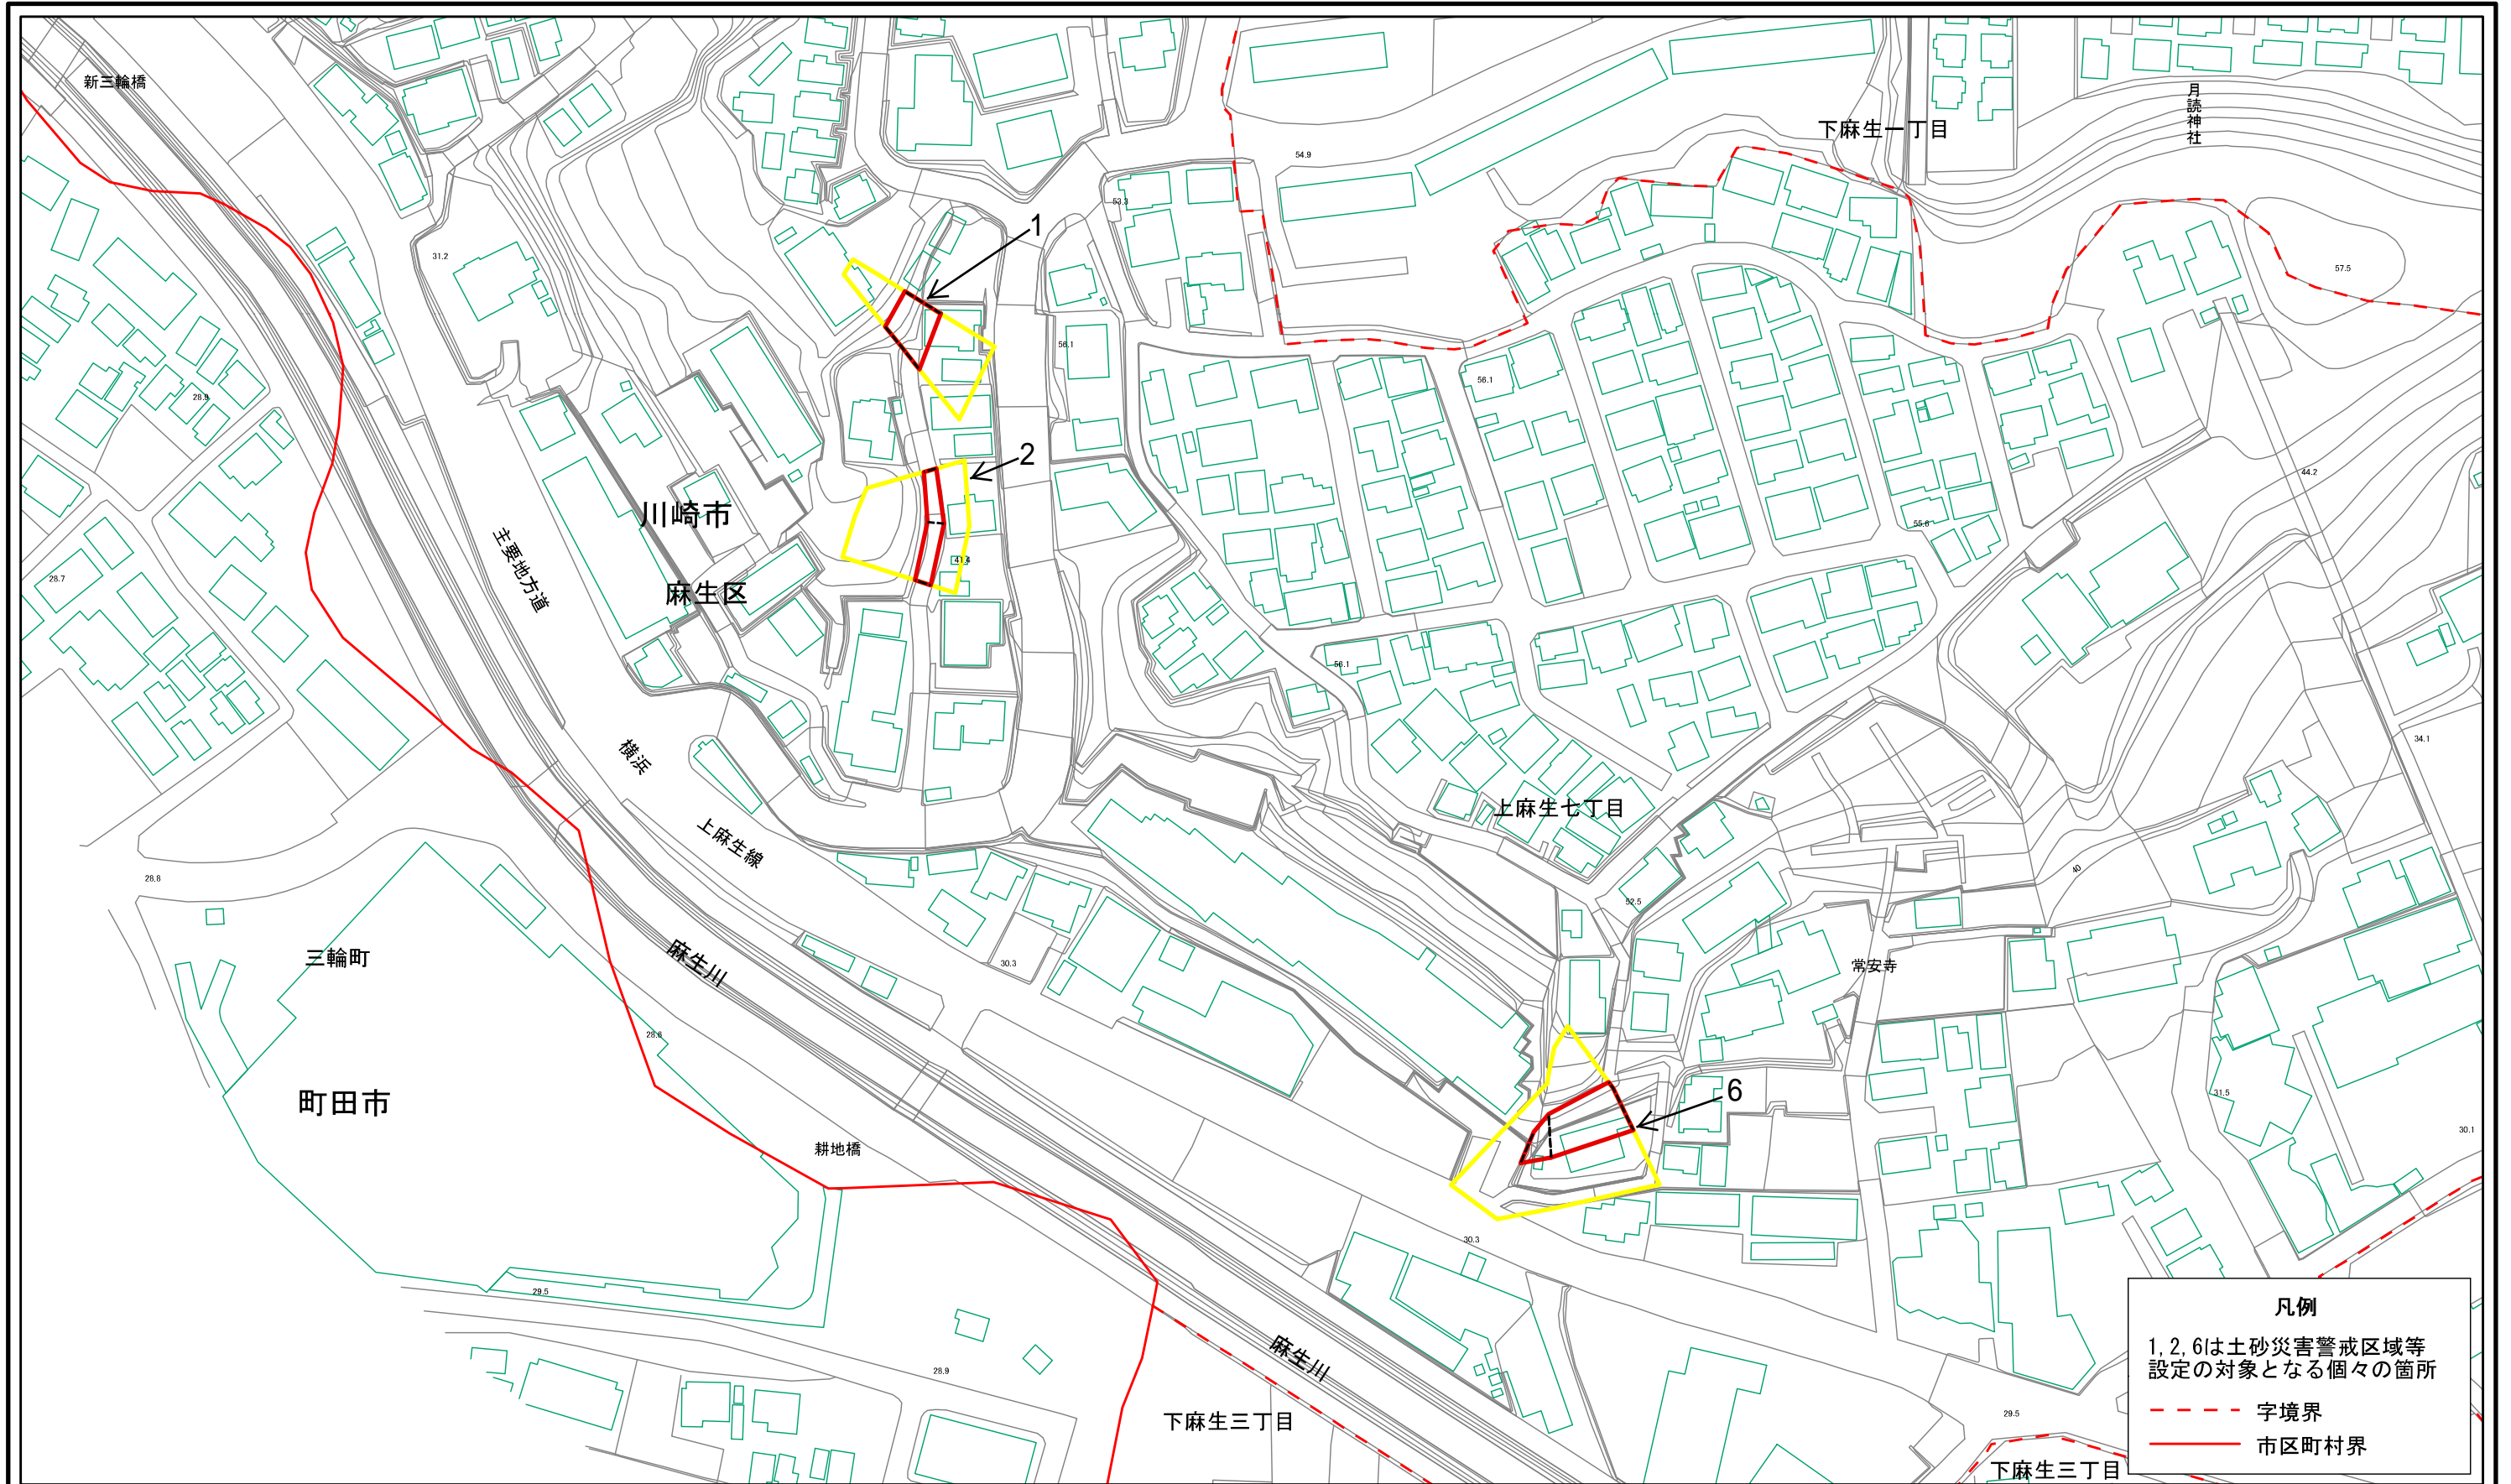 新三輪橋
月読神社
下麻生一丁目
54.9
53.3
1
31.2
57.5
56.1
56.1
28.9
2
44.2
川崎市
55.6
主要地方道
41.4
28.7
麻生区
56.1
34.1
横浜
上麻生七丁目
上麻生線
40
28.8
52.5
麻生川
三輪町
30.3
常安寺
28.8
6
31.5
町田市
30.1
耕地橋
30.3
29.5
麻生川
28.9
下麻生三丁目
29.5
下麻生三丁目
凡例
1,2,6は土砂災害警戒区域等
設定の対象となる個々の箇所
字境界
市区町村界